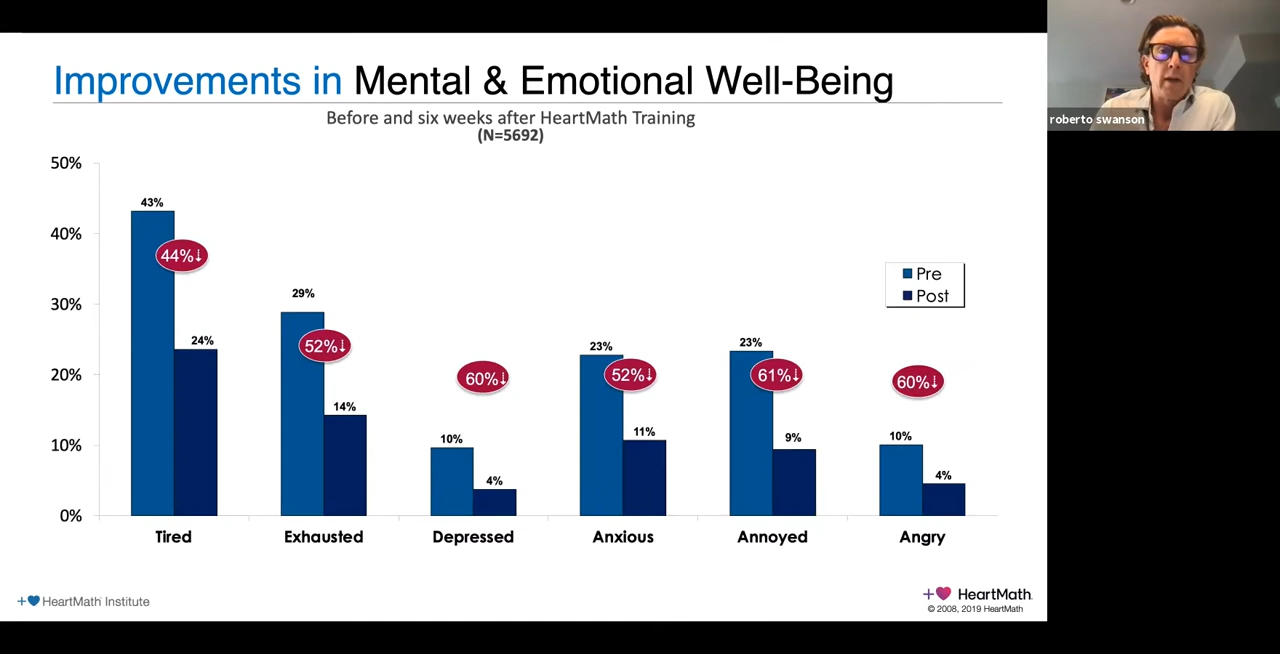 Improvements in Mental & Emotional Well-Being
Before and six weeks after HeartMath Training
(N=5692)
roberto swanson
50%
40%
30%
20%
10%
0%
43%
44%↓
24%
29%
52%↓
14%
10%
60%↓
4%
23%
52%↓
11%
23%
61%↓
9%
10%
60%↓
4%
Pre
Post
Tired
Exhausted
Depressed
Anxious
Annoyed
Angry
HeartMath Institute
HeartMath.
© 2008, 2019 HeartMath